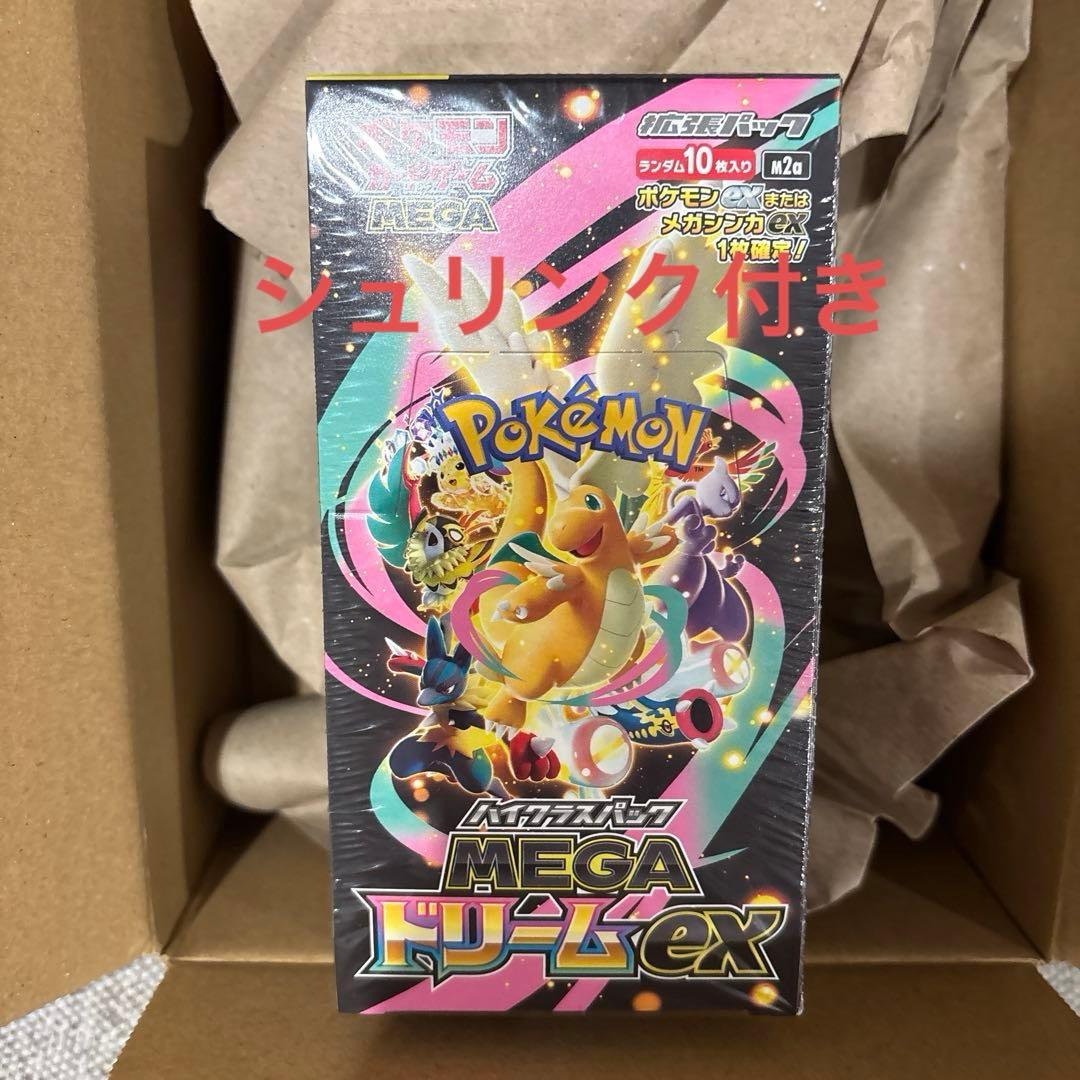 ポケモン
カードゲーム
MEGA
拡張パック
ランダム10枚入り
M2a
ポケモンexまたは
メガシンカex
1枚確定!
シュリンク付き
POKéMON
TM
ハイクラスパック
MEGA
ドリームex